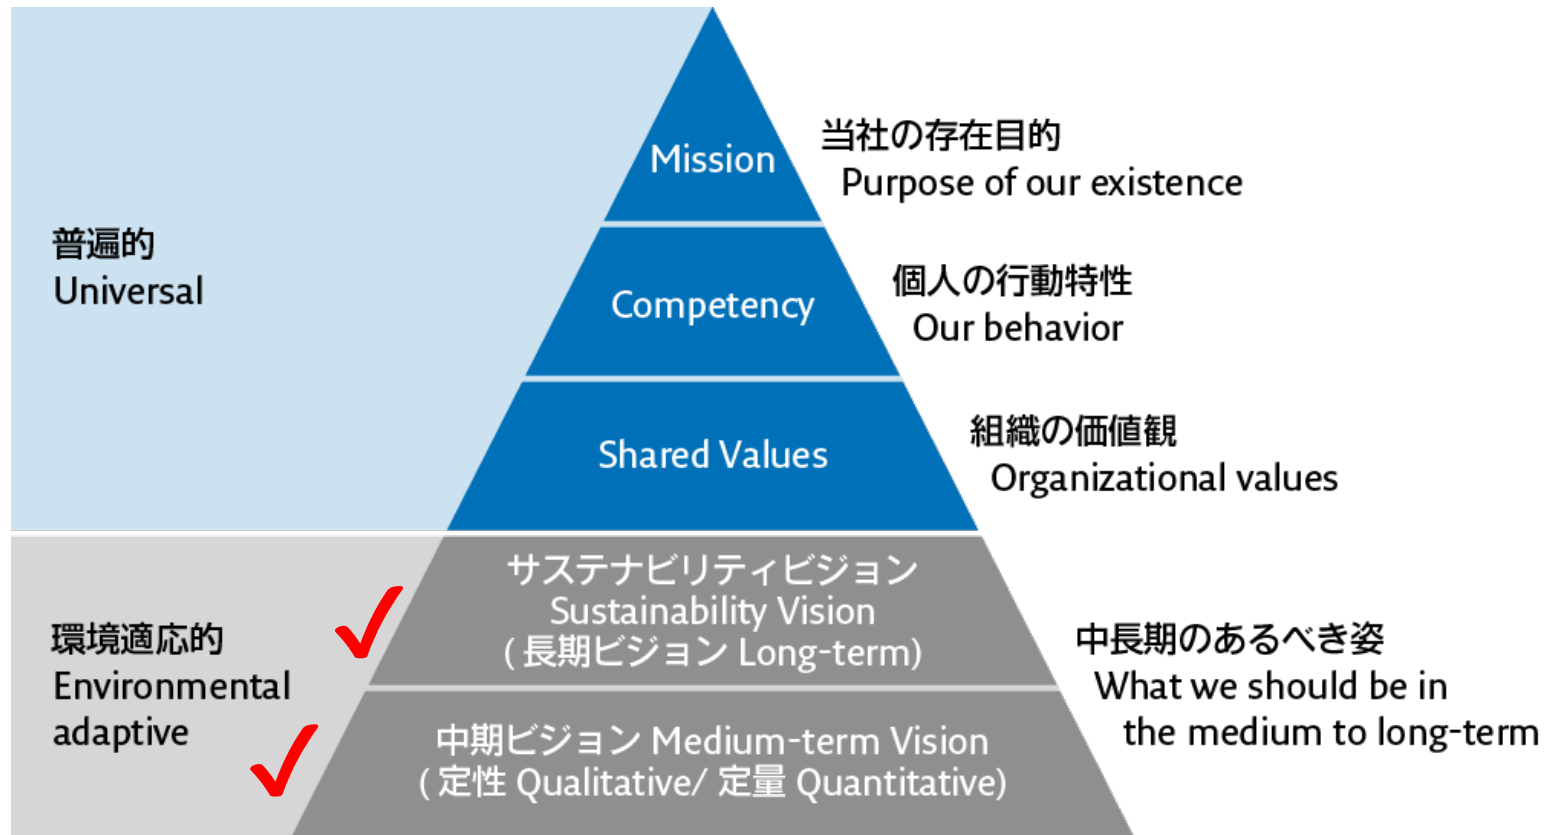 Mission
当社の存在目的
Purpose of our existence
普遍的
Universal
Competency
個人の行動特性
Our behavior
Shared Values
組織の価値観
Organizational values
サステナビリティビジョン
Sustainability Vision
( 長期ビジョン Long-term)
環境適応的
Environmental
adaptive
中長期のあるべき姿
What we should be in
the medium to long-term
中期ビジョン Medium-term Vision
( 定性 Qualitative/ 定量 Quantitative)